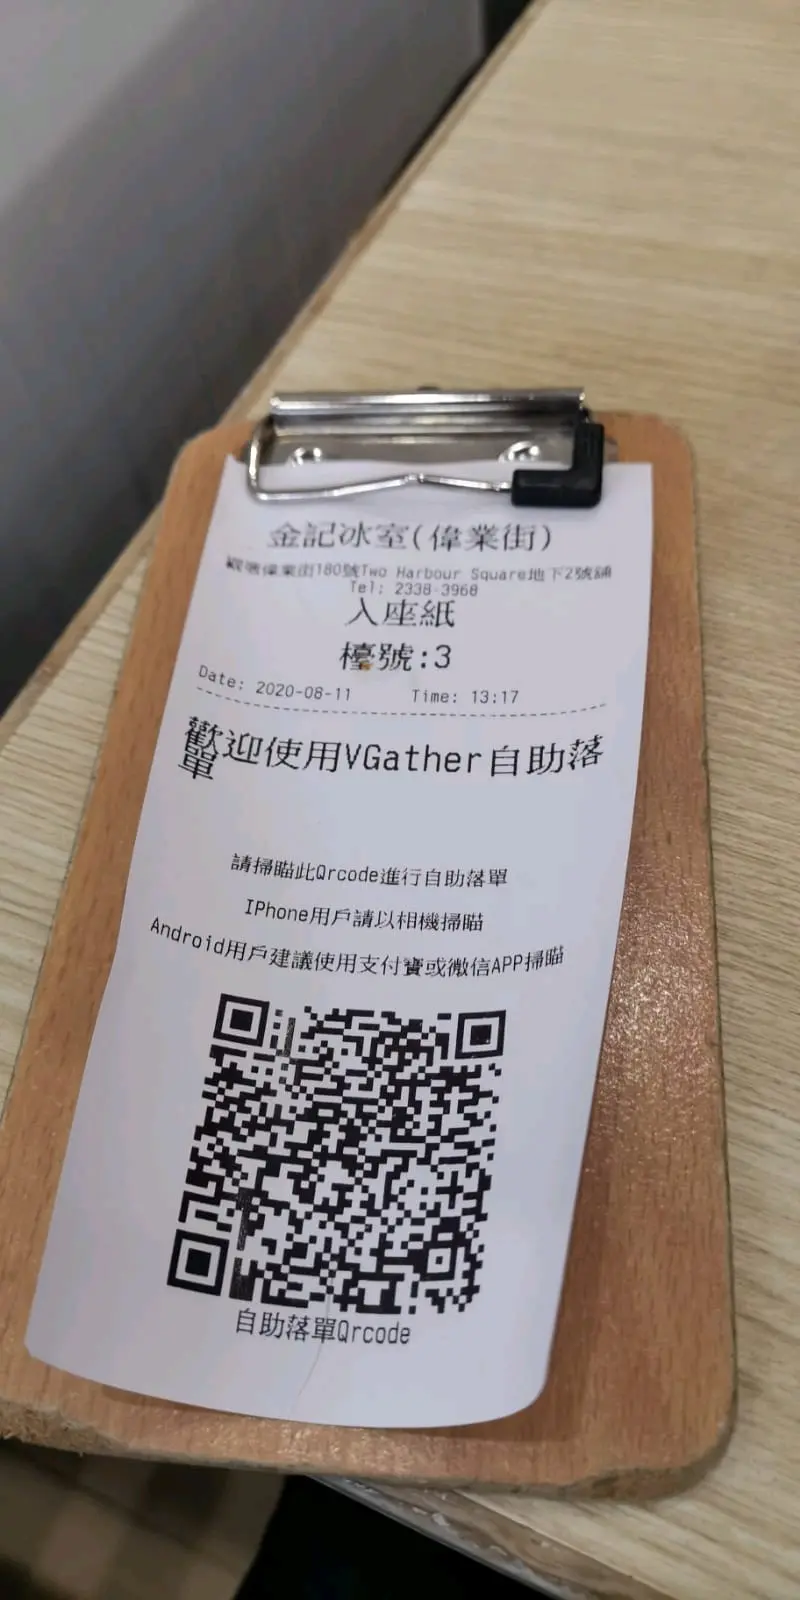 金記冰室(偉業街)
觀塘偉業街180號Two Harbour Square地下2號舖
Tel: 2338-3968
入座紙
檯號:3
Date: 2020-08-11 Time: 13:17
歡迎使用VGather自助落
單
請掃瞄此Qrcode進行自助落單
IPhone用戶請以相機掃瞄
Android用戶建議使用支付寶或微信APP掃瞄
自助落單Qrcode